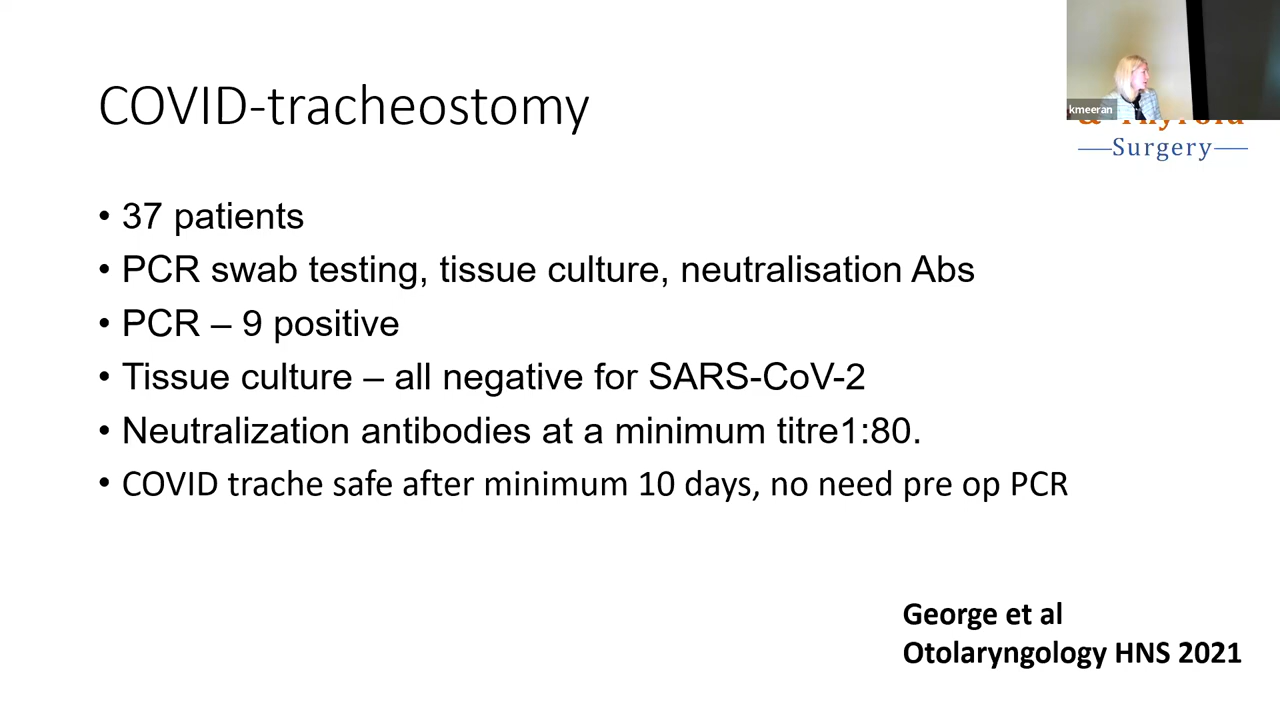 COVID-tracheostomy
kmeeran
Surgery
• 37 patients
• PCR swab testing, tissue culture, neutralisation Abs
• PCR – 9 positive
• Tissue culture – all negative for SARS-CoV-2
• Neutralization antibodies at a minimum titre1:80.
• COVID trache safe after minimum 10 days, no need pre op PCR
George et al
Otolaryngology HNS 2021